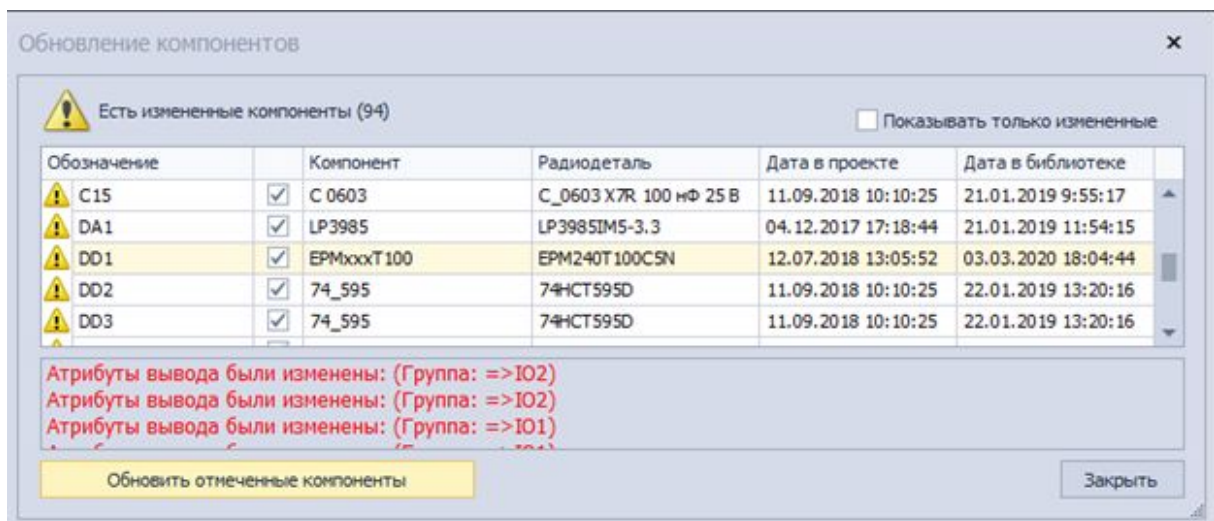 Обновление компонентов
Есть измененные компоненты (94)
Показывать только измененные
Обозначение Компонент Радиодеталь Дата в проекте Дата в библиотеке
C15 C 0603 C_0603 X7R 100 нФ 25 В 11.09.2018 10:10:25 21.01.2019 9:55:17
DA1 LP3985 LP3985IM5-3.3 04.12.2017 17:18:44 21.01.2019 11:54:15
DD1 EPMxxxT100 EPM240T100C5N 12.07.2018 13:05:52 03.03.2020 18:04:44
DD2 74_595 74HCT595D 11.09.2018 10:10:25 22.01.2019 13:20:16
DD3 74_595 74HCT595D 11.09.2018 10:10:25 22.01.2019 13:20:16
Атрибуты вывода были изменены: (Группа: =>IO2)
Атрибуты вывода были изменены: (Группа: =>IO2)
Атрибуты вывода были изменены: (Группа: =>IO1)
Обновить отмеченные компоненты Закрыть